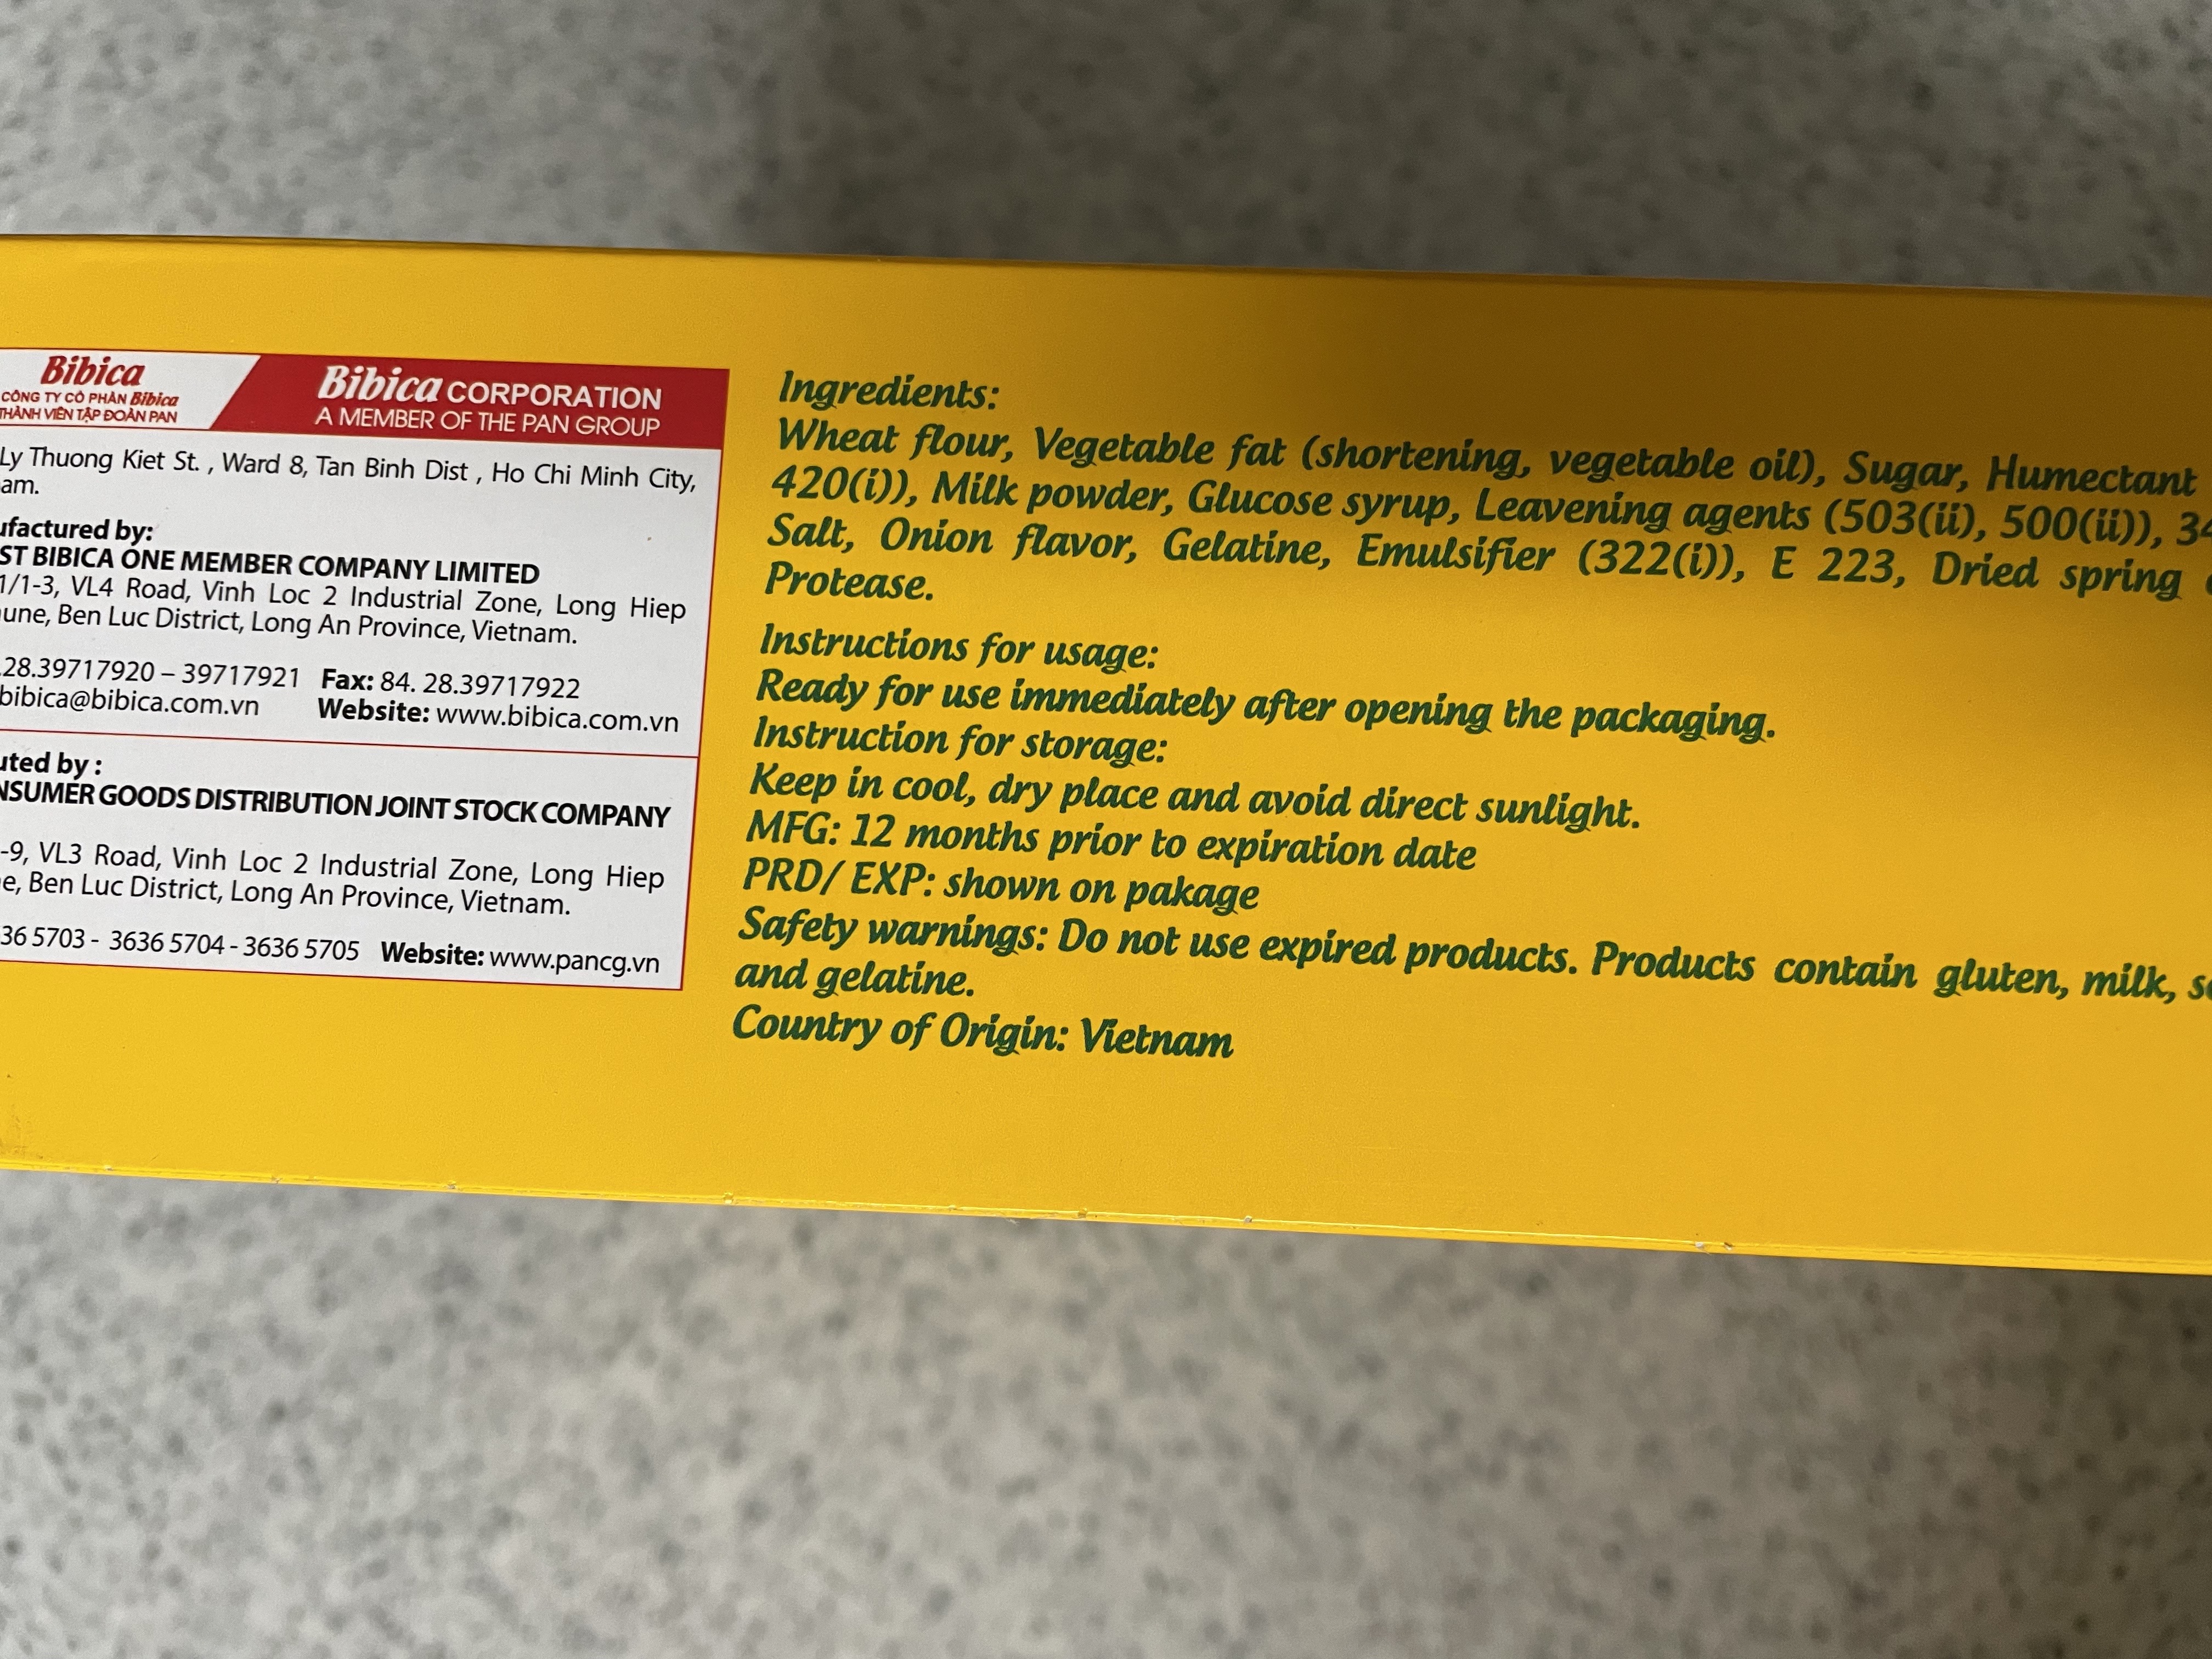 Bibica
CÔNG TY CỔ PHẦN Bibica
THÀNH VIÊN TẬP ĐOÀN PAN
Bibica CORPORATION
A MEMBER OF THE PAN GROUP
Ly Thuong Kiet St. , Ward 8, Tan Binh Dist , Ho Chi Minh City,
am.
ufactured by:
ST BIBICA ONE MEMBER COMPANY LIMITED
1/1-3, VL4 Road, Vinh Loc 2 Industrial Zone, Long Hiep
une, Ben Luc District, Long An Province, Vietnam.
.28.39717920 – 39717921 Fax: 84. 28.39717922
bibica@bibica.com.vn Website: www.bibica.com.vn
uted by :
NSUMER GOODS DISTRIBUTION JOINT STOCK COMPANY
-9, VL3 Road, Vinh Loc 2 Industrial Zone, Long Hiep
e, Ben Luc District, Long An Province, Vietnam.
36 5703 - 3636 5704 - 3636 5705 Website: www.pancg.vn
Ingredients:
Wheat flour, Vegetable fat (shortening, vegetable oil), Sugar, Humectant
420(i)), Milk powder, Glucose syrup, Leavening agents (503(ii), 500(ii)), 34
Salt, Onion flavor, Gelatine, Emulsifier (322(i)), E 223, Dried spring
Protease.
Instructions for usage:
Ready for use immediately after opening the packaging.
Instruction for storage:
Keep in cool, dry place and avoid direct sunlight.
MFG: 12 months prior to expiration date
PRD/ EXP: shown on pakage
Safety warnings: Do not use expired products. Products contain gluten, milk,
and gelatine.
Country of Origin: Vietnam